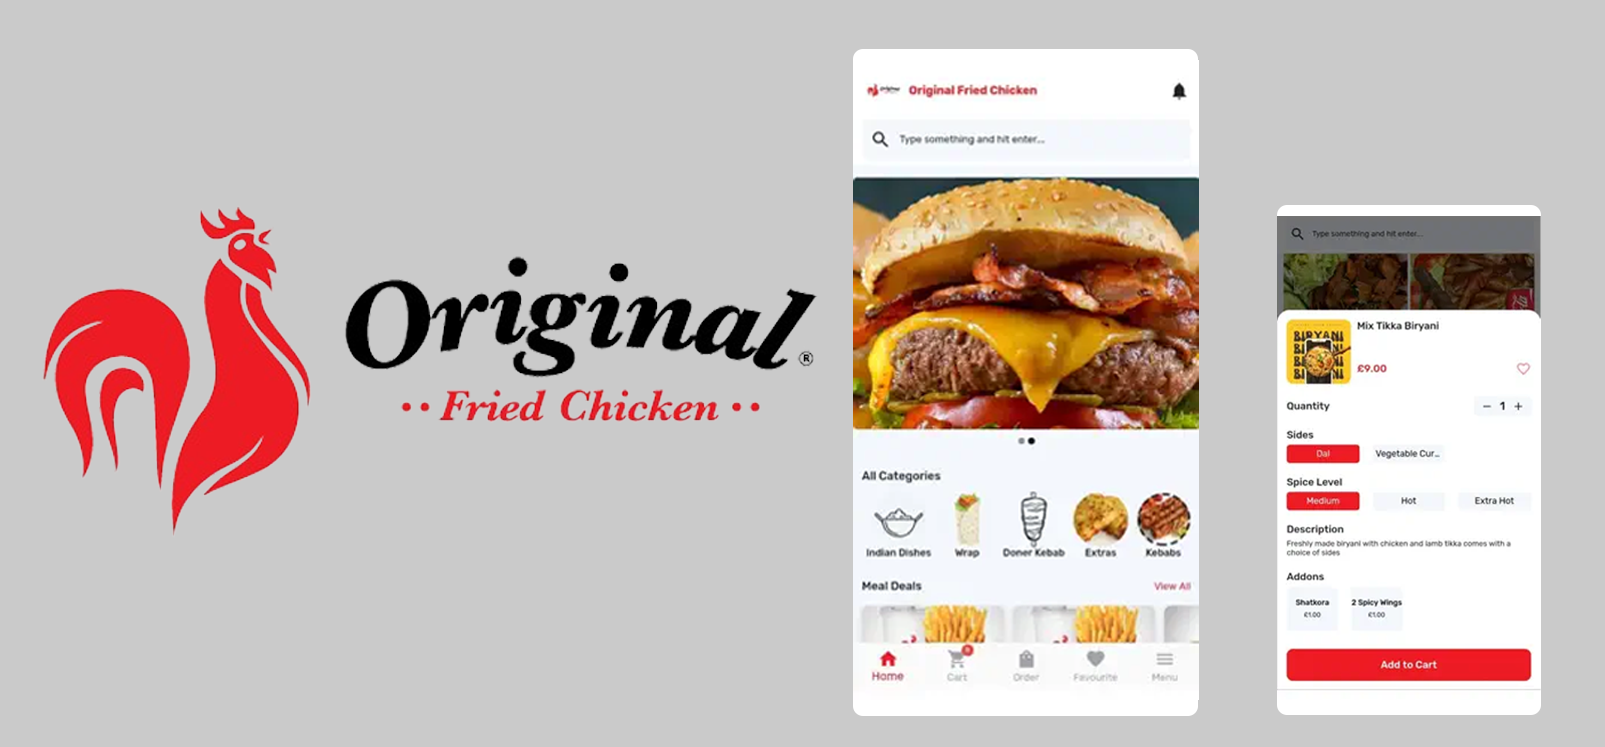 Original
®
Fried Chicken
Original Fried Chicken
Type something and hit enter...
All Categories
Indian Dishes
Wrap
Doner Kebab
Extras
Kebabs
Meal Deals
View All
Home
Cart
Order
Favourite
Menu
Type something and hit enter...
BIRYANI
Mix Tikka Biryani
£9.00
Quantity
− 1 +
Sides
Dal
Vegetable Cur...
Spice Level
Medium
Hot
Extra Hot
Description
Freshly made biryani with chicken and lamb tikka comes with a
choice of sides
Addons
Shatkora
£1.00
2 Spicy Wings
£1.00
Add to Cart